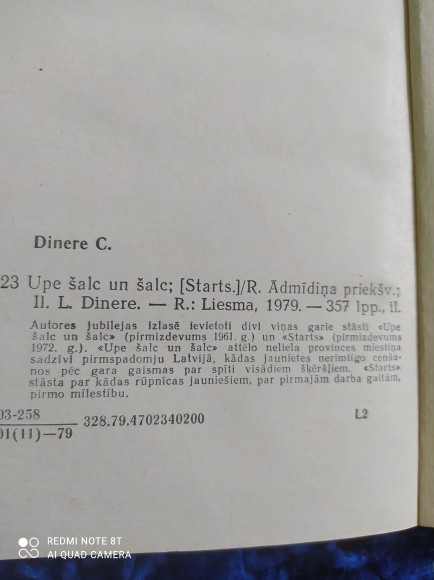 Dinere C.
23 Upe šalc un šalc; [Starts.]/R. Admīdiņa priekšv.;
Il. L. Dinere. — R.: Liesma, 1979. — 357 lpp., il.
Autores jubilejas izlasē ievietoti divi viņas garie stāsti «Upe
šalc un šalc» (pirmizdevums 1961. g.) un «Starts» (pirmizdevums
1972. g.). «Upe šalc un šalc» attēlo neliela provinces miestiņa
sadzīvi pirmspadomju Latvijā, kādas jaunietes nerimtīgo cenša-
nos pēc gara gaismas par spīti visādiem šķēršļiem. «Starts».
stāsta par kādas rūpnīcas jauniešiem, par pirmajām darba gaitām,
pirmo mīlestību.
03-258
01(11)—79 328.79.4702340200 L2
REDMI NOTE 8T
AI QUAD CAMERA